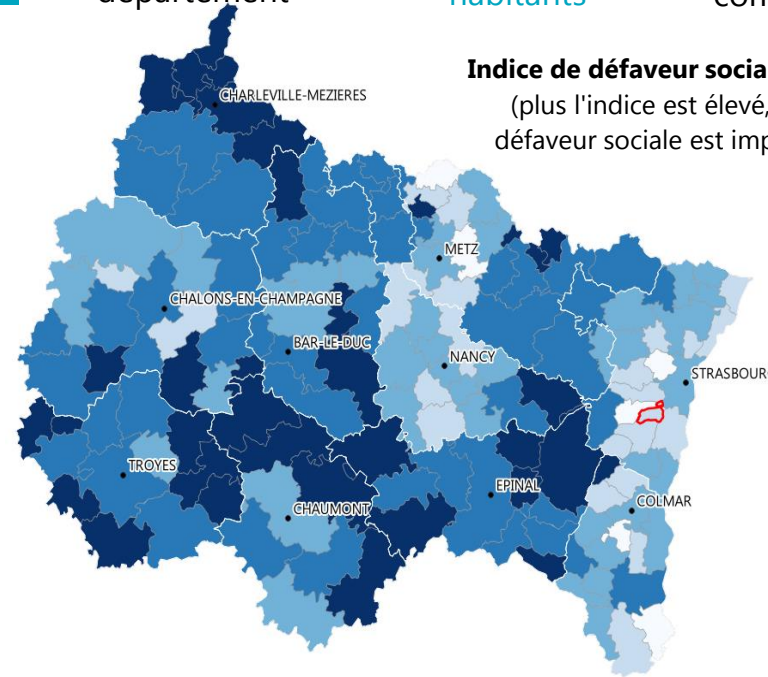 département
habitants
Indice de défaveur socia
(plus l'indice est élevé,
défaveur sociale est imp
CHARLEVILLE-MEZIERES
METZ
CHALONS-EN-CHAMPAGNE
BAR-LE-DUC
NANCY
STRASBOURG
TROYES
EPINAL
CHAUMONT
COLMAR